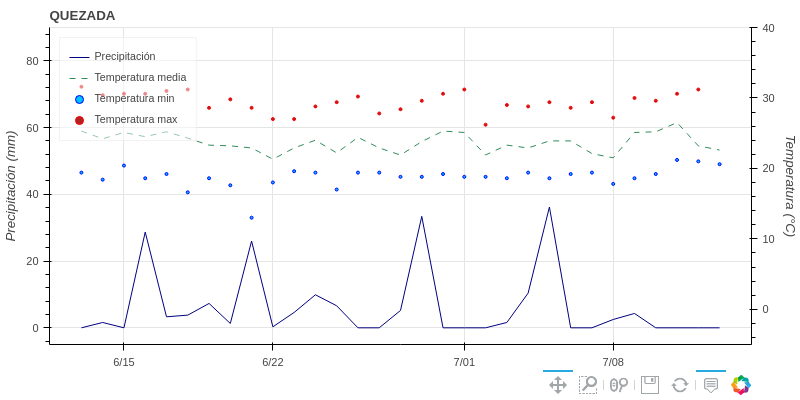 QUEZADA
Precipitación
Temperatura media
Temperatura min
Temperatura max
80
60
40
20
0
40
30
20
10
0
6/15
6/22
7/01
7/08
Precipitación (mm)
Temperatura (°C)